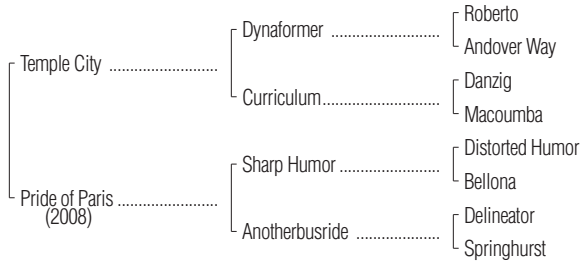 Roberto
Dynaformer ........................
Andover Way
Temple City ........................
Danzig
Curriculum ..........................
Macoumba
Distorted Humor
Sharp Humor ......................
Bellona
Pride of Paris ......................
(2008)
Delineator
Anotherbusride ..................
Springhurst